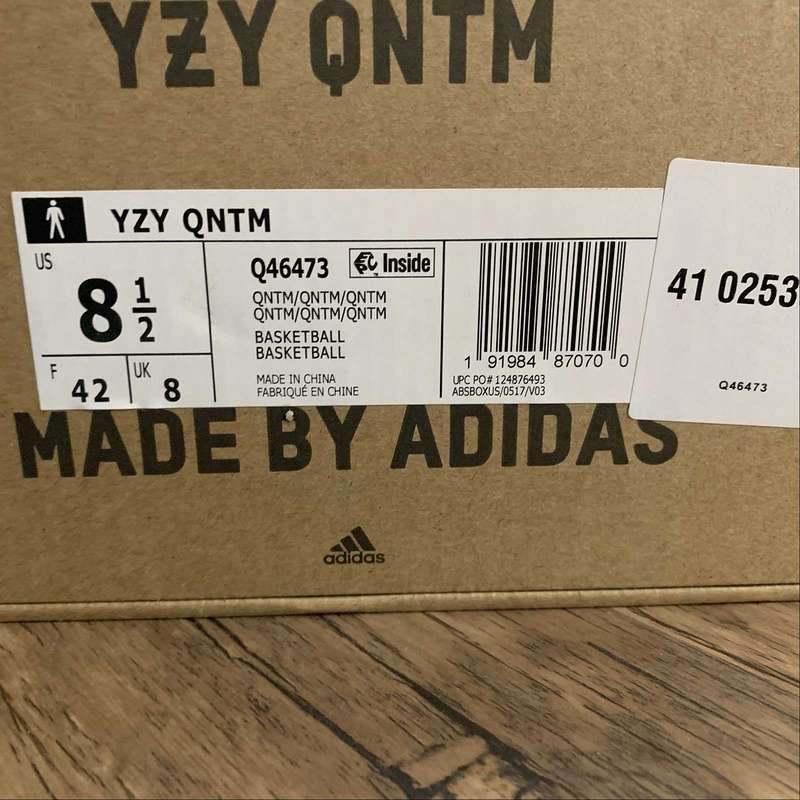 YZY QNTM
YZY QNTM
US
8 1/2
F
42
UK
8
Q46473
Inside
QNTM/QNTM/QNTM
QNTM/QNTM/QNTM
BASKETBALL
BASKETBALL
MADE IN CHINA
FABRIQUÉ EN CHINE
1 91984 87070 0
UPC PO# 124876493
ABSBOXUS/0517/V03
41 0253
Q46473
MADE BY ADIDAS
adidas